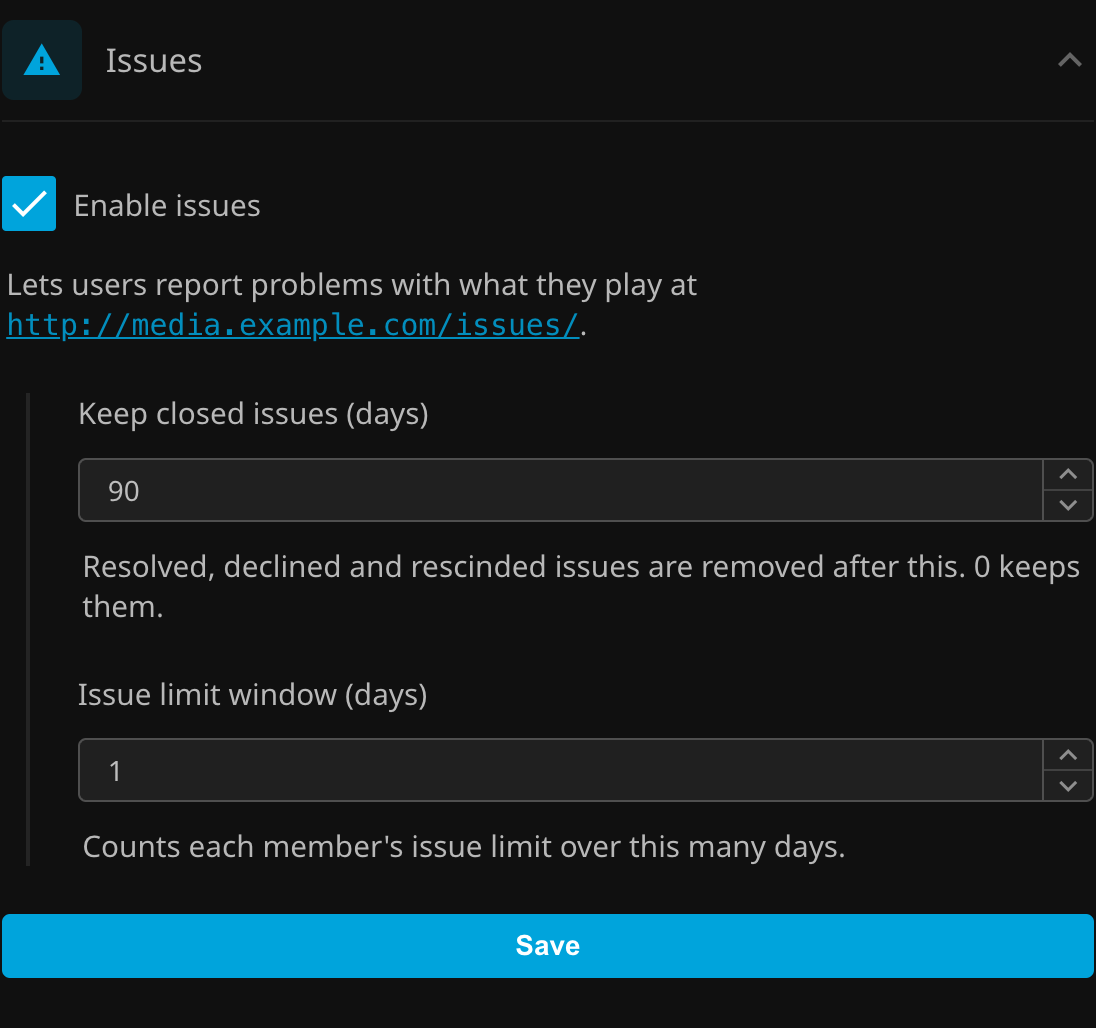 Issues
Enable issues
Lets users report problems with what they play at
http://media.example.com/issues/.
Keep closed issues (days)
90
Resolved, declined and rescinded issues are removed after this. 0 keeps
them.
Issue limit window (days)
1
Counts each member's issue limit over this many days.
Save